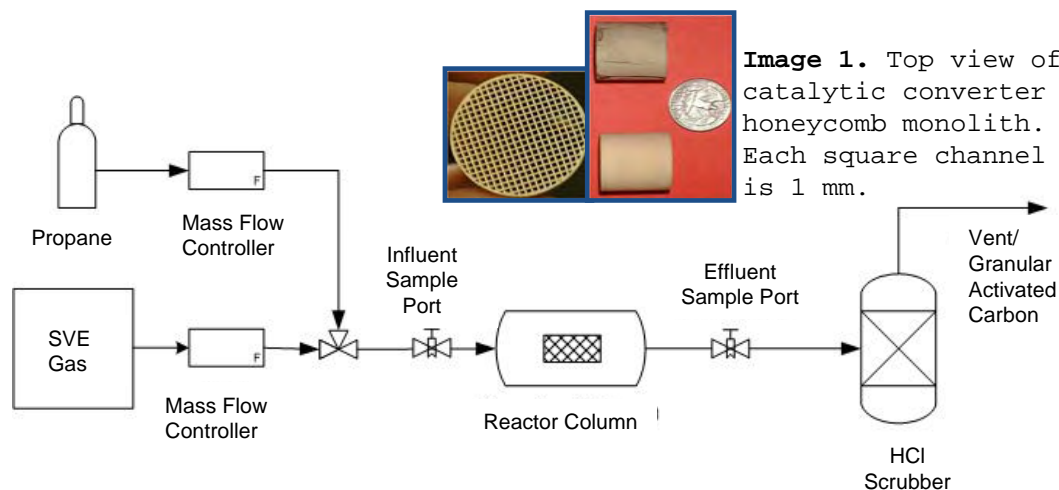 Image 1. Top view of
catalytic converter
honeycomb monolith.
Each square channel
is 1 mm.
F
Propane
Mass Flow
Controller
Influent
Sample
Port
Effluent
Sample Port
Vent/
Granular
Activated
Carbon
SVE
Gas
F
Mass Flow
Controller
Reactor Column
HCl
Scrubber